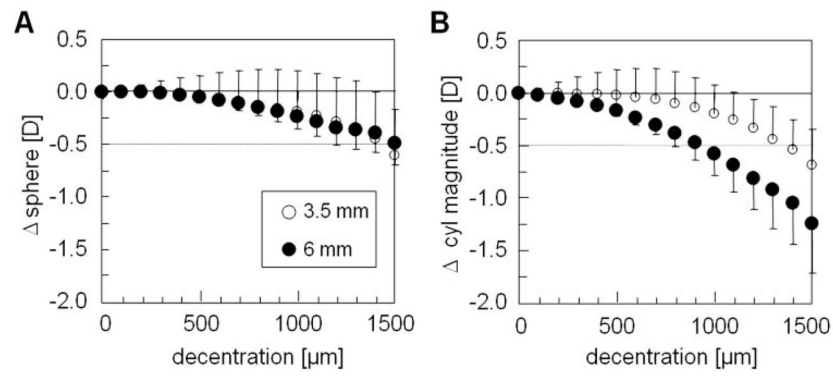 A
0.5
0.0
-0.5
-1.0
-1.5
-2.0
Δ sphere [D]
3.5 mm
6 mm
0
500
1000
1500
decentration [µm]
B
0.5
0.0
-0.5
-1.0
-1.5
-2.0
Δ cyl magnitude [D]
0
500
1000
1500
decentration [µm]